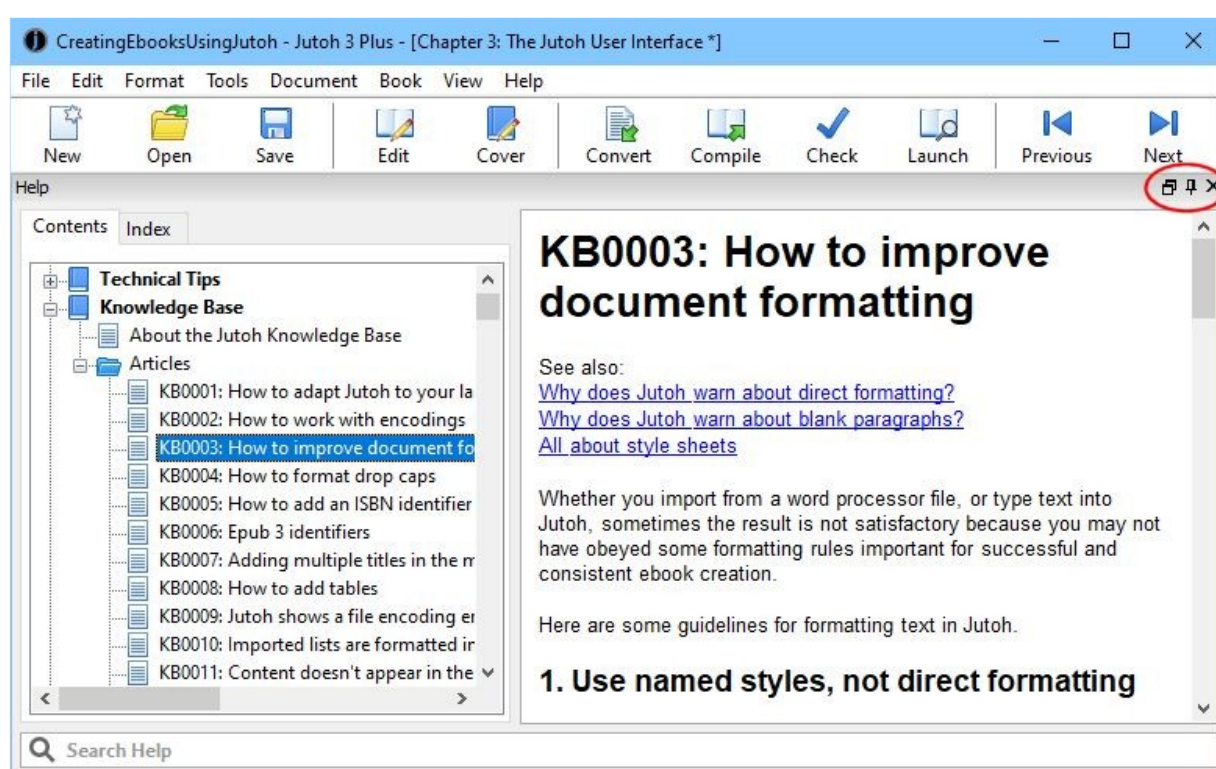 CreatingEbooksUsingJutoh - Jutoh 3 Plus - [Chapter 3: The Jutoh User Interface *]
File Edit Format Tools Document Book View Help
New Open Save Edit Cover Convert Compile Check Launch Previous Next
Help
Contents Index
Technical Tips
Knowledge Base
About the Jutoh Knowledge Base
Articles
KB0001: How to adapt Jutoh to your la
KB0002: How to work with encodings
KB0003: How to improve document fo
KB0004: How to format drop caps
KB0005: How to add an ISBN identifier
KB0006: Epub 3 identifiers
KB0007: Adding multiple titles in the m
KB0008: How to add tables
KB0009: Jutoh shows a file encoding er
KB0010: Imported lists are formatted in
KB0011: Content doesn't appear in the
KB0003: How to improve
document formatting
See also:
Why does Jutoh warn about direct formatting?
Why does Jutoh warn about blank paragraphs?
All about style sheets
Whether you import from a word processor file, or type text into
Jutoh, sometimes the result is not satisfactory because you may not
have obeyed some formatting rules important for successful and
consistent ebook creation.
Here are some guidelines for formatting text in Jutoh.
1. Use named styles, not direct formatting
Search Help